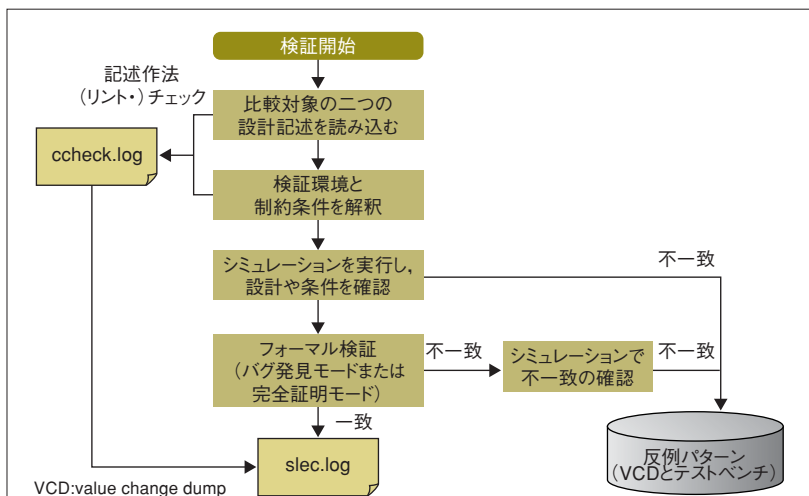 検証開始
記述作法
（リント・）チェック
比較対象の二つの
設計記述を読み込む
ccheck.log
検証環境と
制約条件を解釈
シミュレーションを実行し，
設計や条件を確認
不一致
フォーマル検証
（バグ発見モードまたは
完全証明モード）
不一致
シミュレーションで
不一致の確認
不一致
一致
slec.log
反例パターン
（VCDとテストベンチ）
VCD:value change dump